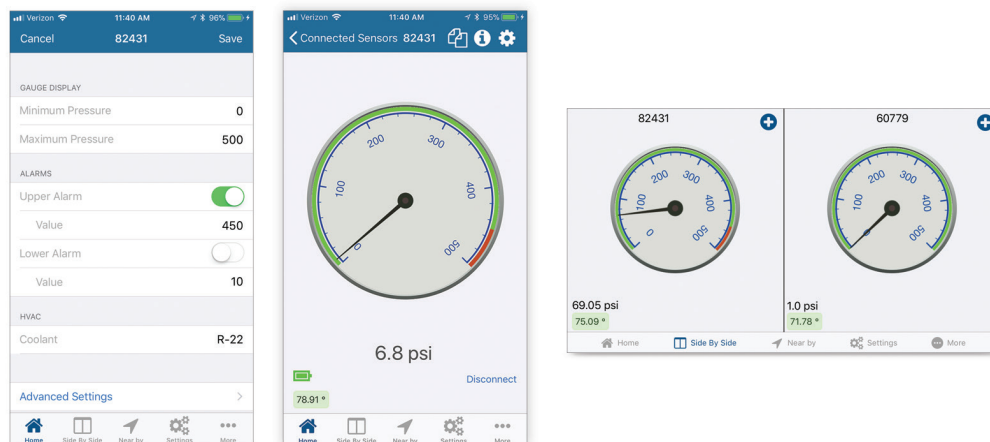 Verizon 11:40 AM 96%
Cancel 82431 Save
GAUGE DISPLAY
Minimum Pressure 0
Maximum Pressure 500
ALARMS
Upper Alarm
Value 450
Lower Alarm
Value 10
HVAC
Coolant R-22
Advanced Settings
Home Side By Side Near by Settings More
Verizon 11:40 AM 95%
Connected Sensors 82431
0 100 200 300 400 500
6.8 psi
Disconnect
78.91 °
Home Side By Side Near by Settings More
82431
0 100 200 300 400 500
69.05 psi
75.09 °
60779
0 100 200 300 400 500
1.0 psi
71.78 °
Home Side By Side Near by Settings More